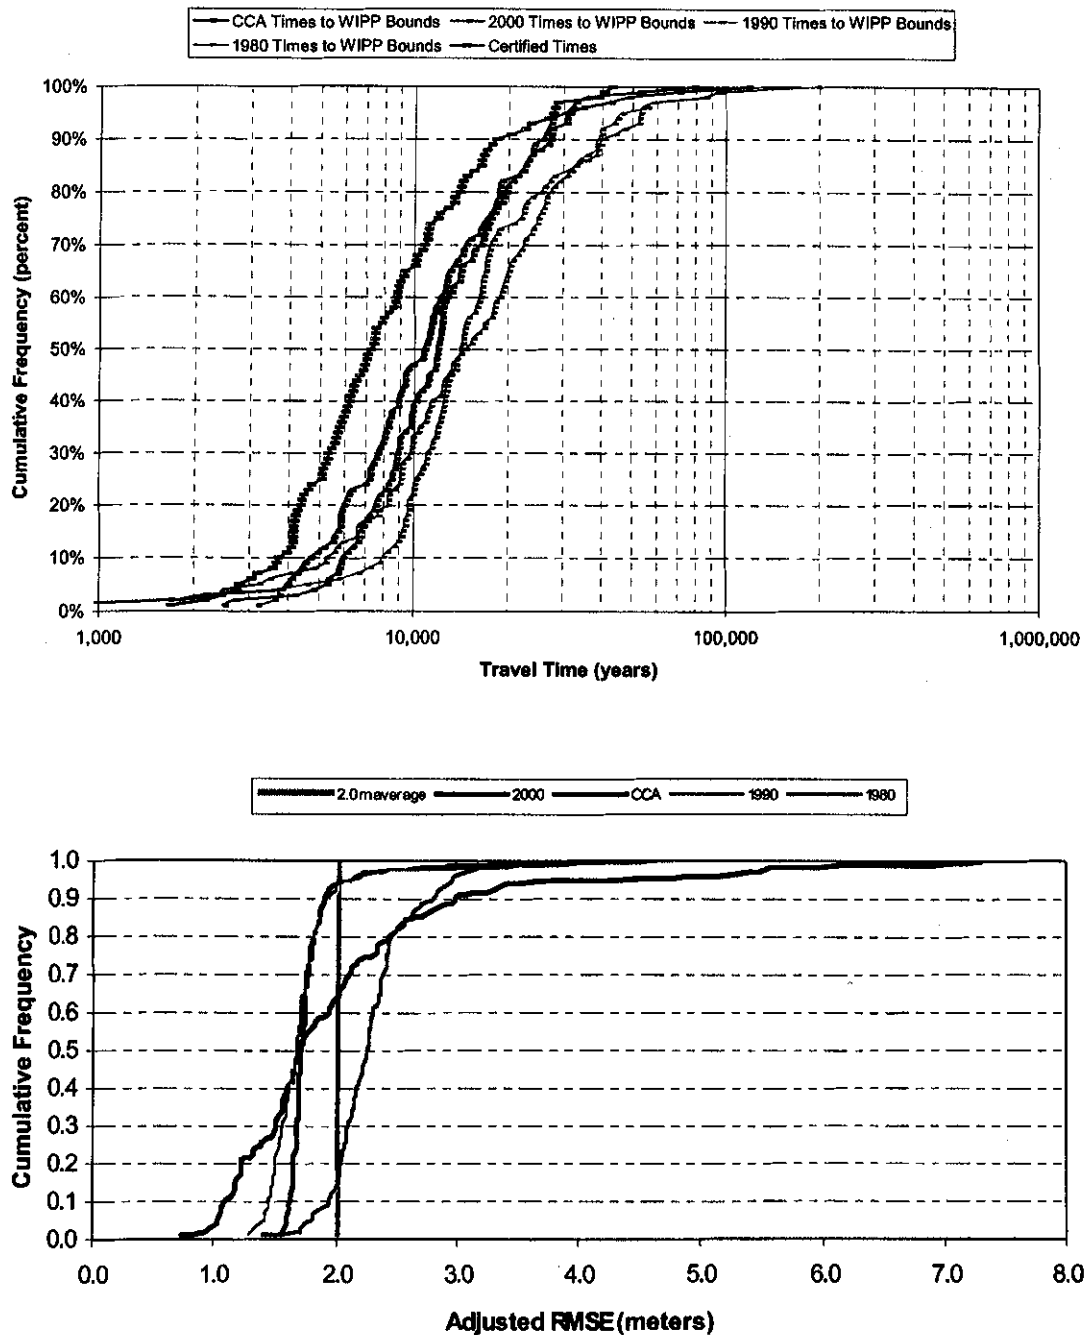 CCA Times to WIPP Bounds 2000 Times to WIPP Bounds 1990 Times to WIPP Bounds
1980 Times to WIPP Bounds Certified Times
100%
90%
80%
70%
60%
50%
40%
30%
20%
10%
0%
Cumulative Frequency (percent)
1,000 10,000 100,000 1,000,000
Travel Time (years)
2.0 m average 2000 CCA 1990 1980
1.0
0.9
0.8
0.7
0.6
0.5
0.4
0.3
0.2
0.1
0.0
Cumulative Frequency
0.0 1.0 2.0 3.0 4.0 5.0 6.0 7.0 8.0
Adjusted RMSE (meters)